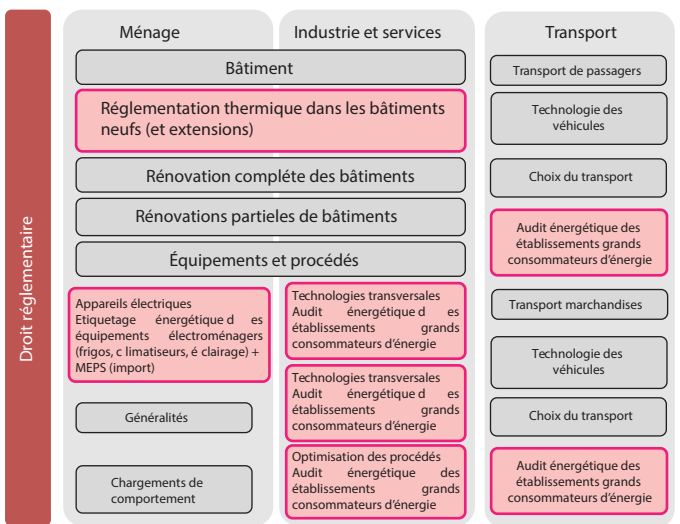 Droit réglementaire
Ménage
Industrie et services
Transport
Bâtiment
Réglementation thermique dans les bâtiments
neufs (et extensions)
Rénovation compléte des bâtiments
Rénovations partieles de bâtiments
Équipements et procédés
Appareils électriques
Etiquetage énergétique d es
équipements électroménagers
(frigos, c limatiseurs, é clairage) +
MEPS (import)
Généralités
Chargements de
comportement
Technologies transversales
Audit énergétique d es
établissements grands
consommateurs d'énergie
Technologies transversales
Audit énergétique d es
établissements grands
consommateurs d'énergie
Optimisation des procédés
Audit énergétique des
établissements grands
consommateurs d'énergie
Transport de passagers
Technologie des
véhicules
Choix du transport
Audit énergétique des
établissements grands
consommateurs d'énergie
Transport marchandises
Technologie des
véhicules
Choix du transport
Audit énergétique des
établissements grands
consommateurs d'énergie